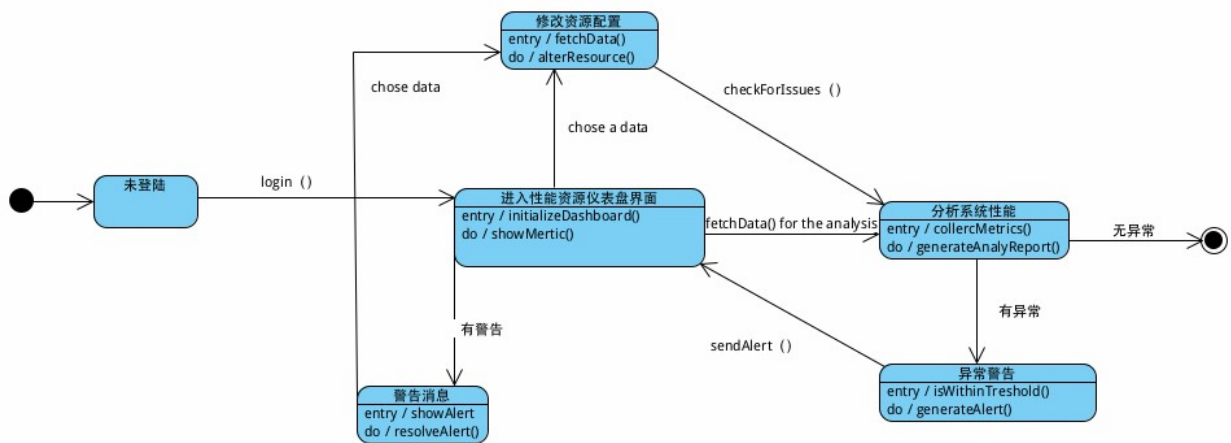 修改资源配置
entry / fetchData()
do / alterResource()
chose data
checkForIssues ()
chose a data
未登陆
login ()
进入性能资源仪表盘界面
entry / initializeDashboard()
do / showMertic()
fetchData() for the analysis
分析系统性能
entry / collercMetrics()
do / generateAnalyReport()
无异常
有警告
有异常
sendAlert ()
异常警告
entry / isWithinTreshold()
do / generateAlert()
警告消息
entry / showAlert
do / resolveAlert()